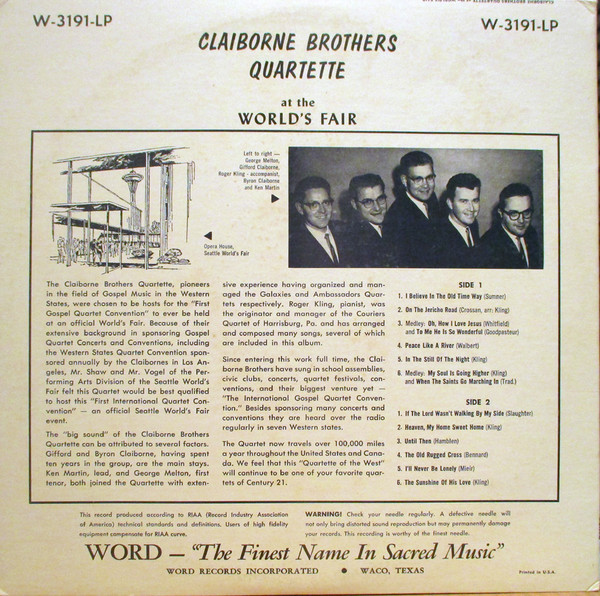 W-3191-LP
W-3191-LP
CLAIBORNE BROTHERS
QUARTETTE
at the
WORLD'S FAIR
Left to right —
George Melton,
Gifford Claiborne,
Roger Kling - accompanist,
Byron Claiborne
and Ken Martin
Opera House,
Seattle World's Fair
The Claiborne Brothers Quartette, pioneers
in the field of Gospel Music in the Western
States, were chosen to be hosts for the "First
Gospel Quartet Convention" to ever be held
at an official World's Fair. Because of their
extensive background in sponsoring Gospel
Quartet Concerts and Conventions, including
the Western States Quartet Convention spon-
sored annually by the Claibornes in Los An-
geles, Mr. Shaw and Mr. Vogel of the Per-
forming Arts Division of the Seattle World's
Fair felt this Quartet would be best qualified
to host this "First International Quartet Con-
vention" — an official Seattle World's Fair
event.
The "big sound" of the Claiborne Brothers
Quartette can be attributed to several factors.
Gifford and Byron Claiborne, having spent
ten years in the group, are the main stays.
Ken Martin, lead, and George Melton, first
tenor, both joined the Quartette with exten-
sive experience having organized and man-
aged the Galaxies and Ambassadors Quar-
tets respectively. Roger Kling, pianist, was
the originator and manager of the Couriers
Quartet of Harrisburg, Pa. and has arranged
and composed many songs, several of which
are included in this album.
Since entering this work full time, the Clai-
borne Brothers have sung in school assemblies,
civic clubs, concerts, quartet festivals, con-
ventions, and their biggest venture yet —
"The International Gospel Quartet Conven-
tion." Besides sponsoring many concerts and
conventions they are heard over the radio
regularly in seven Western states.
The Quartet now travels over 100,000 miles
a year throughout the United States and Cana-
da. We feel that this "Quartette of the West"
will continue to be one of your favorite quar-
tets of Century 21.
SIDE 1
1. I Believe In The Old Time Way (Sumner)
2. On The Jericho Road (Crossan, arr. Kling)
3. Medley: Oh, How I Love Jesus (Whitfield)
and To Me He Is So Wonderful (Goodpasteur)
4. Peace Like A River (Walbert)
5. In The Still Of The Night (Kling)
6. Medley: My Soul Is Going Higher (Kling)
and When The Saints Go Marching In (Trad.)
SIDE 2
1. If The Lord Wasn't Walking By My Side (Slaughter)
2. Heaven, My Home Sweet Home (Kling)
3. Until Then (Hamblen)
4. The Old Rugged Cross (Bennard)
5. I'll Never Be Lonely (Mieir)
6. The Sunshine Of His Love (Kling)
This record produced according to RIAA (Record Industry Association
of America) technical standards and definitions. Users of high fidelity
equipment compensate for RIAA curve.
WARNING! Check your needle regularly. A defective needle will
not only bring distorted sound reproduction but may permanently damage
your records. This recording is worthy of the finest needle.
WORD — "The Finest Name In Sacred Music"
WORD RECORDS INCORPORATED • WACO, TEXAS
Printed in U.S.A.